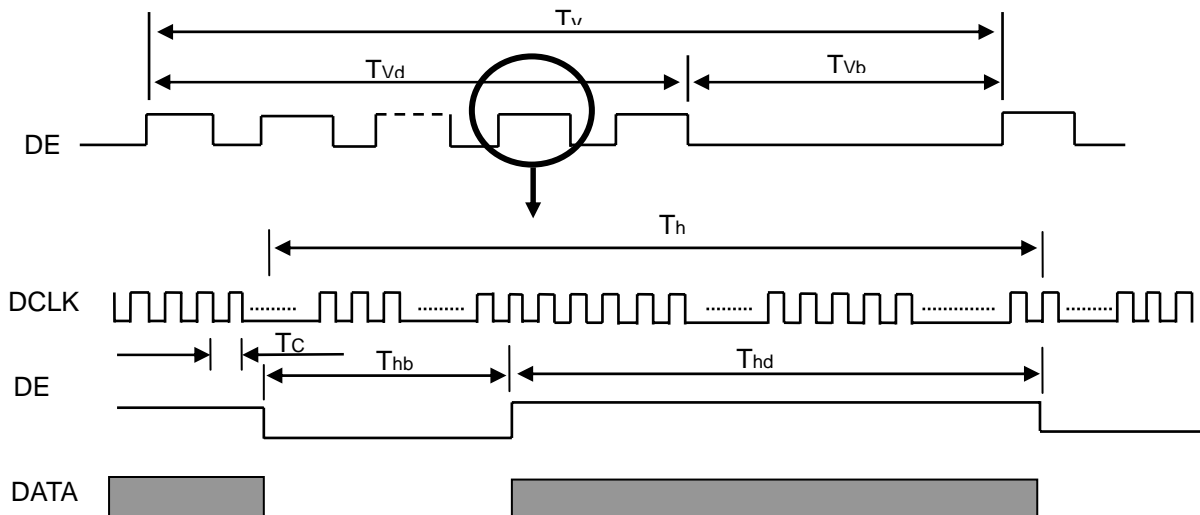 Tv
TVd
TVb
DE
Th
DCLK
TC
Thb
Thd
DE
DATA